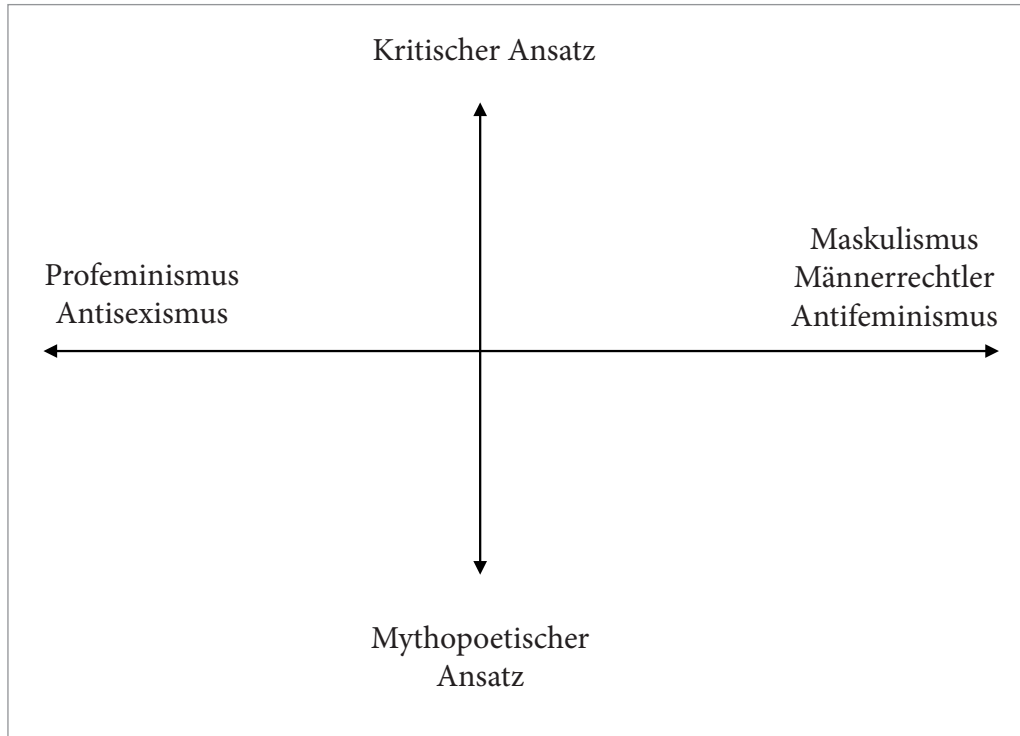 Kritischer Ansatz
Profeminismus
Antisexismus
Maskulismus
Männerrechtler
Antifeminismus
Mythopoetischer
Ansatz